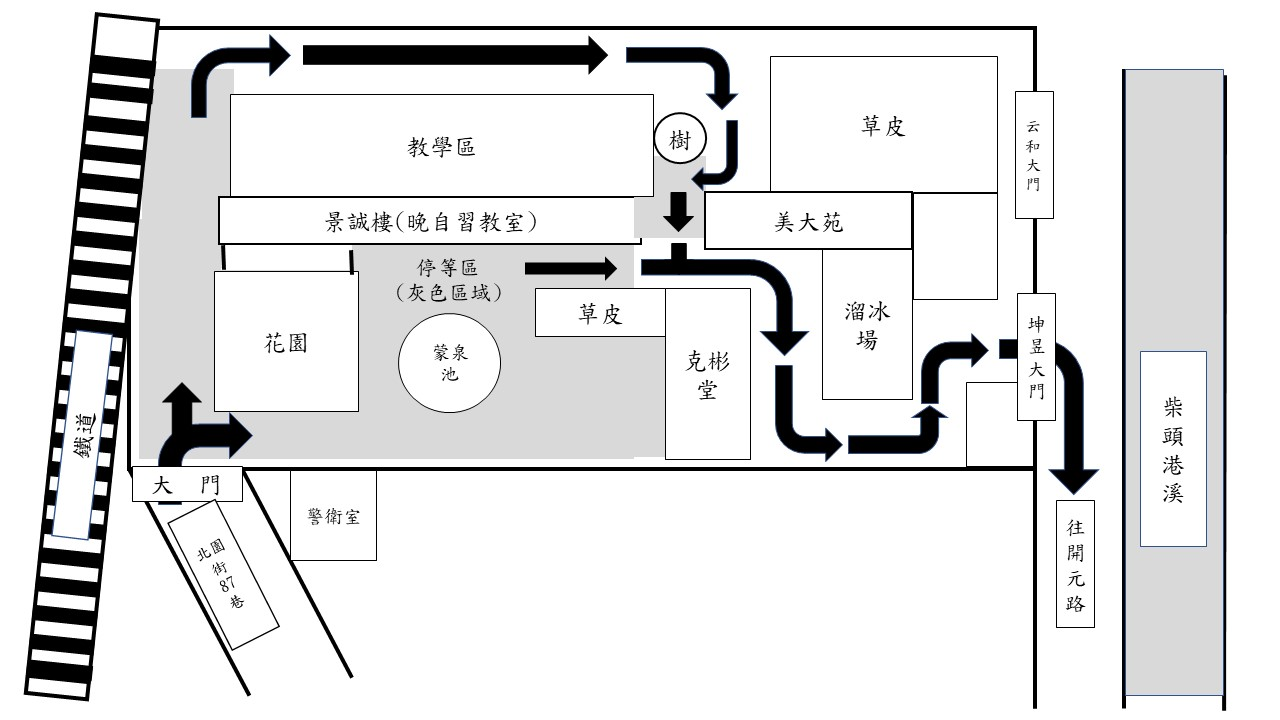 教學區
樹
草皮
云和大門
景誠樓(晚自習教室)
美大苑
停等區
(灰色區域)
草皮
花園
蒙泉
池
克彬
堂
溜冰
場
坤昱大門
鐵道
柴頭港溪
大 門
警衛室
北園
街
87
巷
往開元路